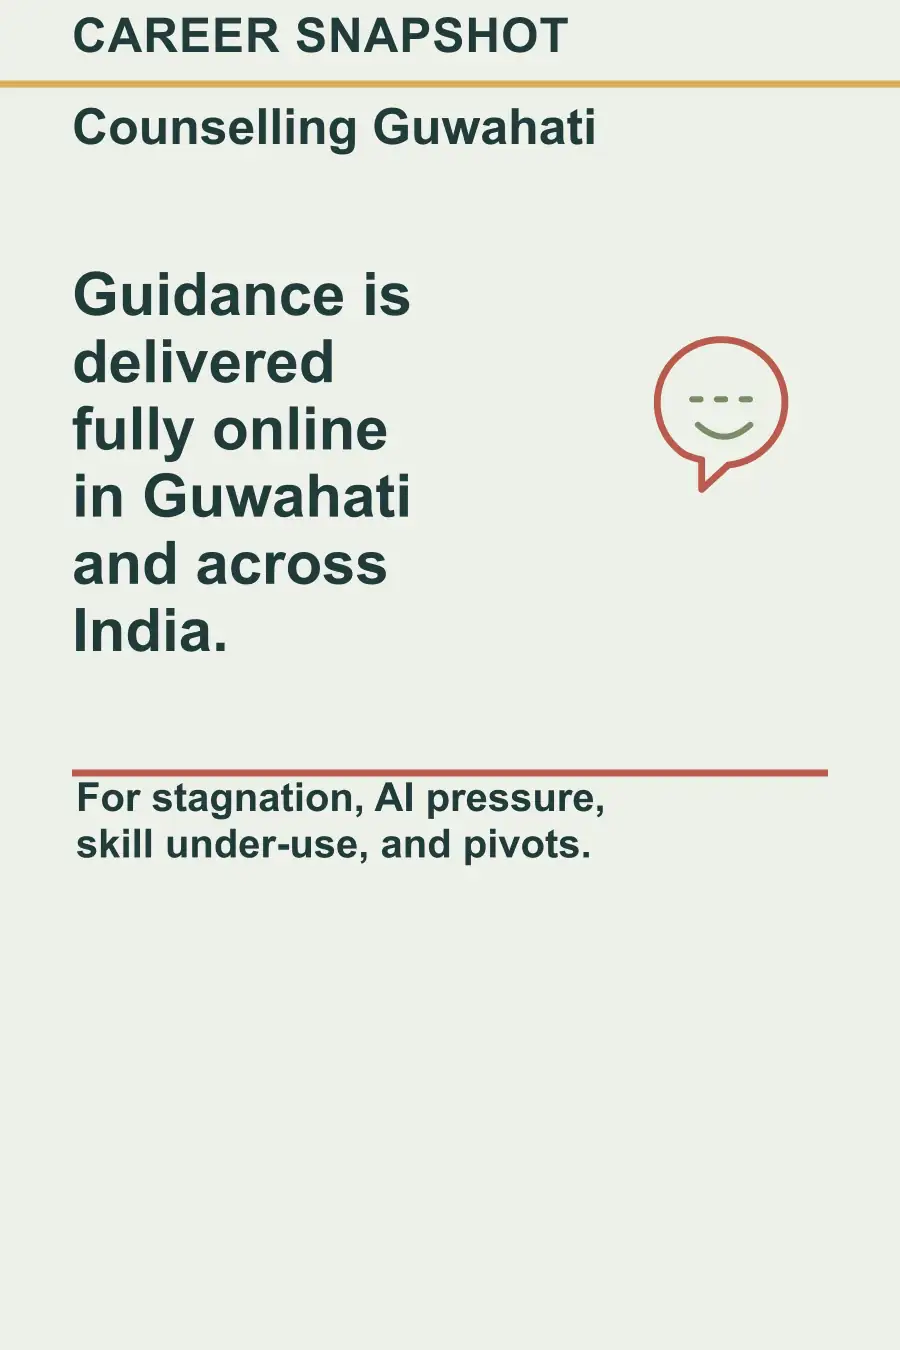 CAREER SNAPSHOT
Counselling Guwahati
Guidance is
delivered
fully online
in Guwahati
and across
India.
For stagnation, AI pressure,
skill under-use, and pivots.